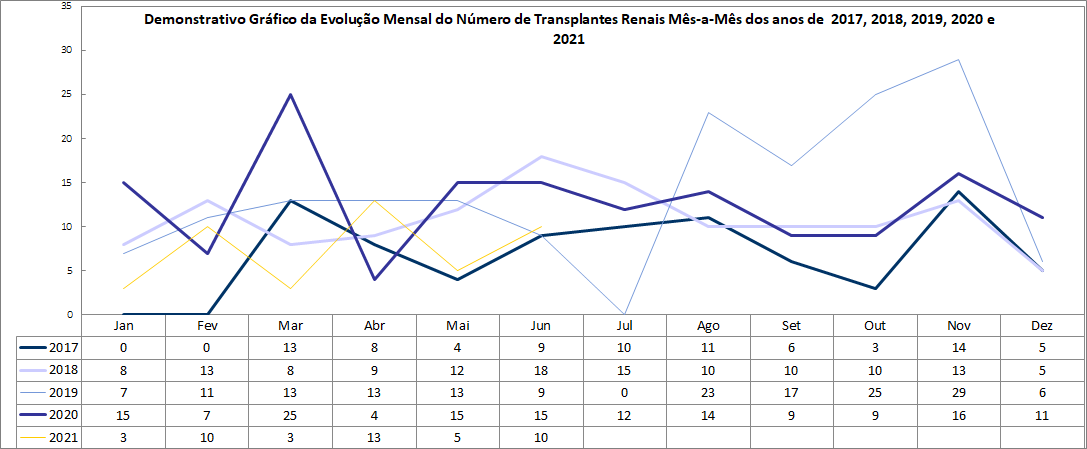 Demonstrativo Gráfico da Evolução Mensal do Número de Transplantes Renais Mês-a-Mês dos anos de 2017, 2018, 2019, 2020 e
2021
35
30
25
20
15
10
5
0
Jan Fev Mar Abr Mai Jun Jul Ago Set Out Nov Dez
2017 0 0 13 8 4 9 10 11 6 3 14 5
2018 8 13 8 9 12 18 15 10 10 10 13 5
2019 7 11 13 13 13 9 0 23 17 25 29 6
2020 15 7 25 4 15 15 12 14 9 9 16 11
2021 3 10 3 13 5 10